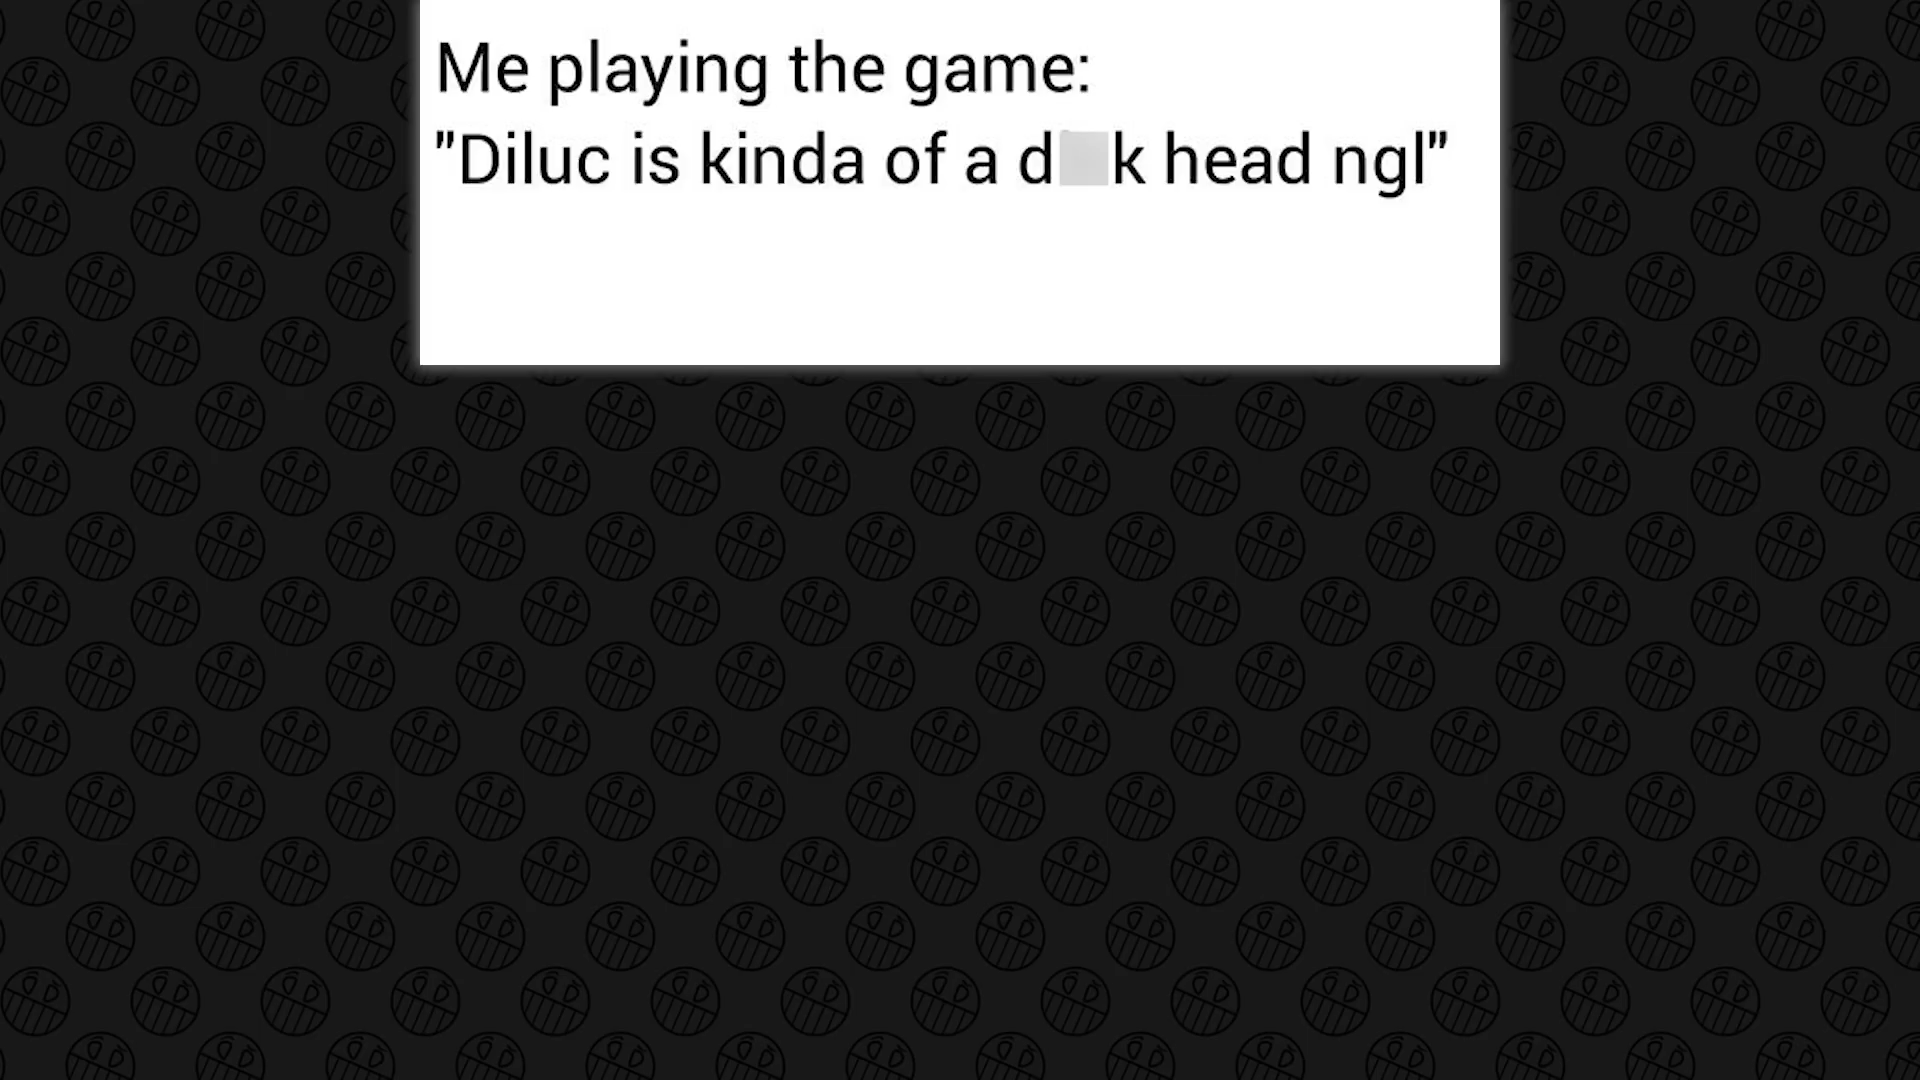 Me playing the game:
"Diluc is kinda of a d k head ngl"